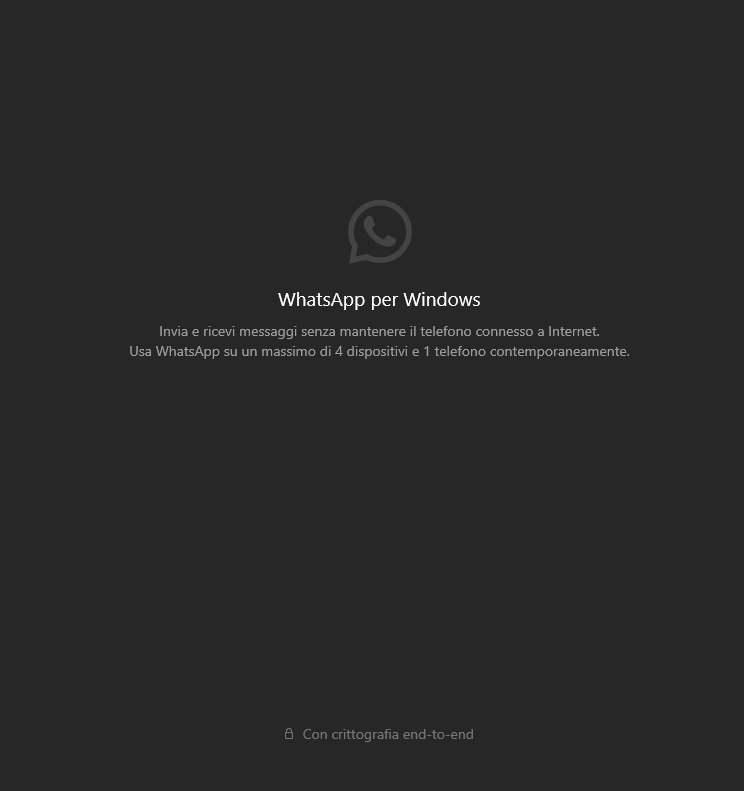 WhatsApp per Windows
Invia e ricevi messaggi senza mantenere il telefono connesso a Internet.
Usa WhatsApp su un massimo di 4 dispositivi e 1 telefono contemporaneamente.
Con crittografia end-to-end